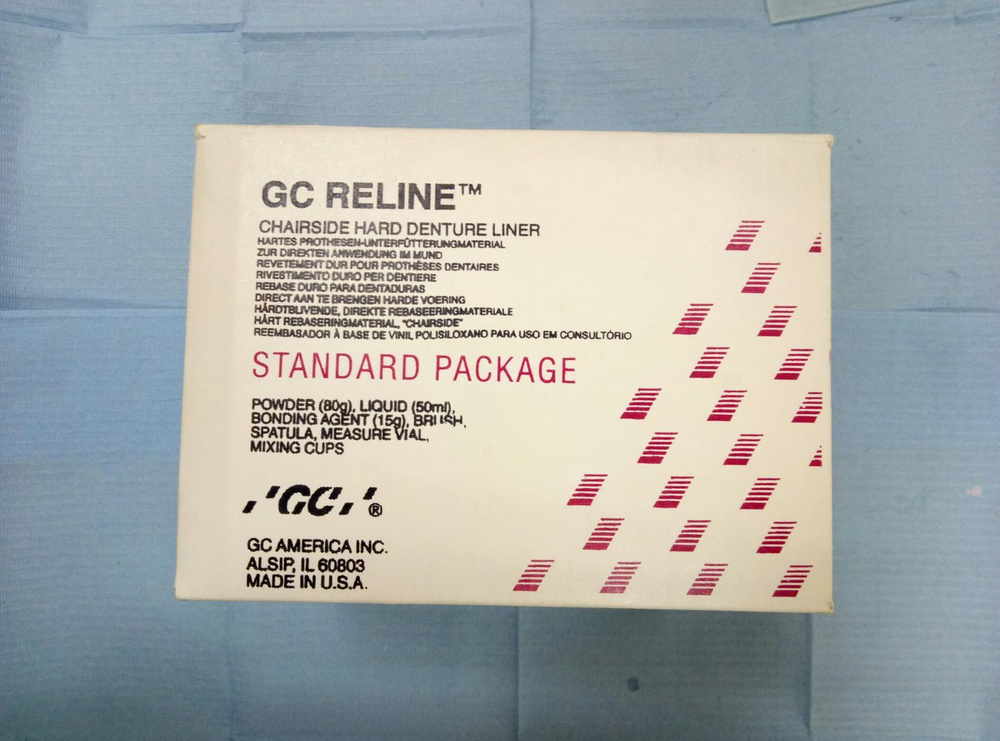 GC RELINE™
CHAIRSIDE HARD DENTURE LINER
HARTES PROTHESEN-UNTERFÜTTERUNGMATERIAL
ZUR DIREKTEN ANWENDUNG IM MUND
REVETEMENT DUR POUR PROTHÈSES DENTAIRES
RIVESTIMENTO DURO PER DENTIERE
REBASE DURO PARA DENTADURAS
DIRECT AAN TE BRENGEN HARDE VOERING
HÅRDTBLIVENDE, DIREKTE REBASEERINGMATERIALE
HÅRT REBASERINGMATERIAL, "CHAIRSIDE"
REEMBASADOR À BASE DE VINIL POLISILOXANO PARA USO EM CONSULTÓRIO
STANDARD PACKAGE
POWDER (80g), LIQUID (50ml),
BONDING AGENT (15g), BRUSH,
SPATULA, MEASURE VIAL,
MIXING CUPS
GC®
GC AMERICA INC.
ALSIP, IL 60803
MADE IN U.S.A.